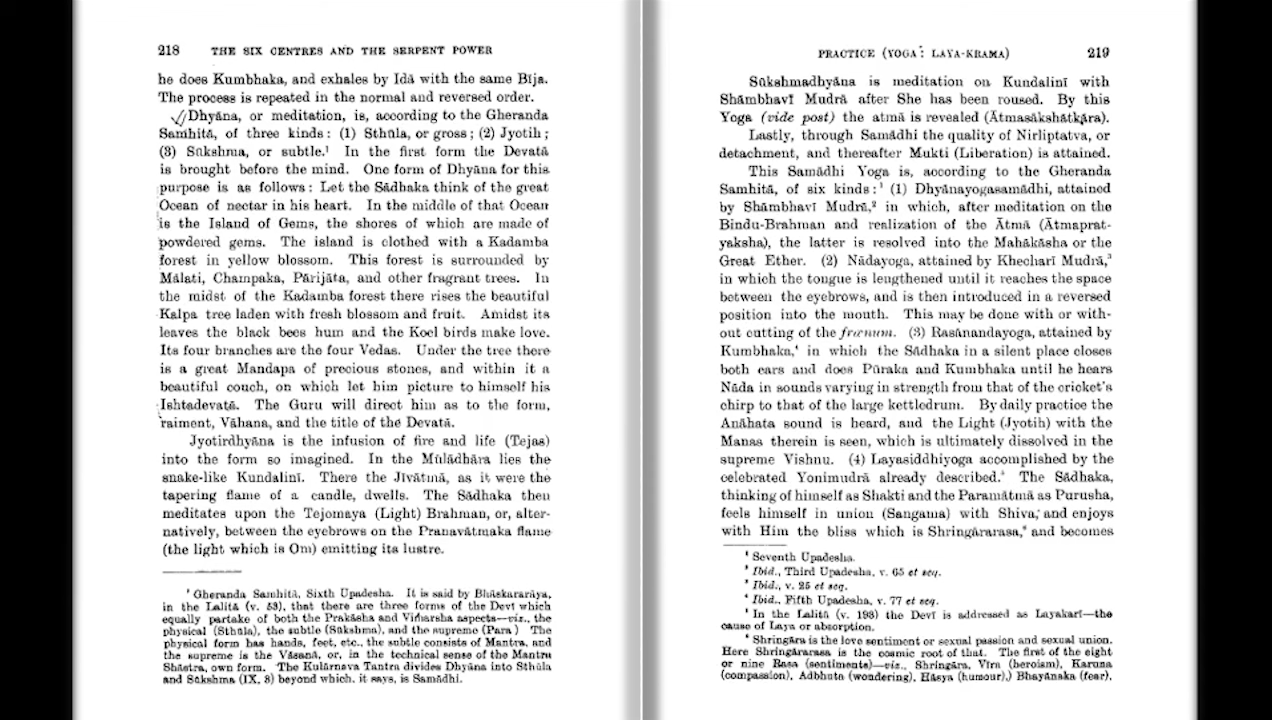 218 THE SIX CENTRES AND THE SERPENT POWER
he does Kumbhaka, and exhales by Idā with the same Bīja.
The process is repeated in the normal and reversed order.
Dhyāna, or meditation, is, according to the Gheranda
Samhitā, of three kinds: (1) Sthūla, or gross; (2) Jyotih;
(3) Sūkshma, or subtle.¹ In the first form the Devatā
is brought before the mind. One form of Dhyāna for this
purpose is as follows: Let the Sādhaka think of the great
Ocean of nectar in his heart. In the middle of that Ocean
is the Island of Gems, the shores of which are made of
powdered gems. The island is clothed with a Kadamba
forest in yellow blossom. This forest is surrounded by
Mālati, Champaka, Pārijāta, and other fragrant trees. In
the midst of the Kadamba forest there rises the beautiful
Kalpa tree laden with fresh blossom and fruit. Amidst its
leaves the black bees hum and the Koel birds make love.
Its four branches are the four Vedas. Under the tree there
is a great Mandapa of precious stones, and within it a
beautiful couch, on which let him picture to himself his
Ishtadevatā. The Guru will direct him as to the form,
raiment, Vāhana, and the title of the Devatā.
Jyotirdhyāna is the infusion of fire and life (Tejas)
into the form so imagined. In the Mūlādhāra lies the
snake-like Kundalinī. There the Jīvātmā, as it were the
tapering flame of a candle, dwells. The Sādhaka then
meditates upon the Tejomaya (Light) Brahman, or, alter-
natively, between the eyebrows on the Pranavātmaka flame
(the light which is Om) emitting its lustre.
¹ Gheranda Samhitā, Sixth Upadesha. It is said by Bhāskararāya,
in the Lalitā (v. 53), that there are three forms of the Devī which
equally partake of both the Prakāsha and Vimarsha aspects—viz., the
physical (Sthūla), the subtle (Sūkshma), and the supreme (Para) The
physical form has hands, feet, etc., the subtle consists of Mantra, and
the supreme is the Vāsanā, or, in the technical sense of the Mantra
Shāstra, own form. The Kulārnava Tantra divides Dhyāna into Sthūla
and Sūkshma (IX, 3) beyond which, it says, is Samādhi.
PRACTICE (YOGA: LAYA-KRAMA) 219
Sūkshmadhyāna is meditation on Kundalinī with
Shāmbhavī Mudrā after She has been roused. By this
Yoga (vide post) the atmā is revealed (Ātmasākshātkāra).
Lastly, through Samādhi the quality of Nirliptatva, or
detachment, and thereafter Mukti (Liberation) is attained.
This Samādhi Yoga is, according to the Gheranda
Samhitā, of six kinds:¹ (1) Dhyānayogasamādhi, attained
by Shāmbhavī Mudrā,² in which, after meditation on the
Bindu-Brahman and realization of the Ātmā (Ātmaprat-
yaksha), the latter is resolved into the Mahākāsha or the
Great Ether. (2) Nādayoga, attained by Khecharī Mudrā,³
in which the tongue is lengthened until it reaches the space
between the eyebrows, and is then introduced in a reversed
position into the mouth. This may be done with or with-
out cutting of the frœnum. (3) Rasānandayoga, attained by
Kumbhaka,⁴ in which the Sādhaka in a silent place closes
both ears and does Pūraka and Kumbhaka until he hears
Nāda in sounds varying in strength from that of the cricket's
chirp to that of the large kettledrum. By daily practice the
Anāhata sound is heard, and the Light (Jyotih) with the
Manas therein is seen, which is ultimately dissolved in the
supreme Vishnu. (4) Layasiddhiyoga accomplished by the
celebrated Yonimudrā already described.⁵ The Sādhaka,
thinking of himself as Shakti and the Paramātmā as Purusha,
feels himself in union (Sangama) with Shiva, and enjoys
with Him the bliss which is Shringārarasa,⁶ and becomes
¹ Seventh Upadesha.
² Ibid., Third Upadesha, v. 65 et seq.
³ Ibid., v. 25 et seq.
⁴ Ibid., Fifth Upadesha, v. 77 et seq.
⁵ In the Lalitā (v. 193) the Devī is addressed as Layakarī—the
cause of Laya or absorption.
⁶ Shringāra is the love sentiment or sexual passion and sexual union.
Here Shringārarasa is the cosmic root of that. The first of the eight
or nine Rasa (sentiments)—viz., Shringāra, Vīra (heroism), Karuna
(compassion), Adbhuta (wondering), Hāsya (humour),) Bhayānaka (fear),